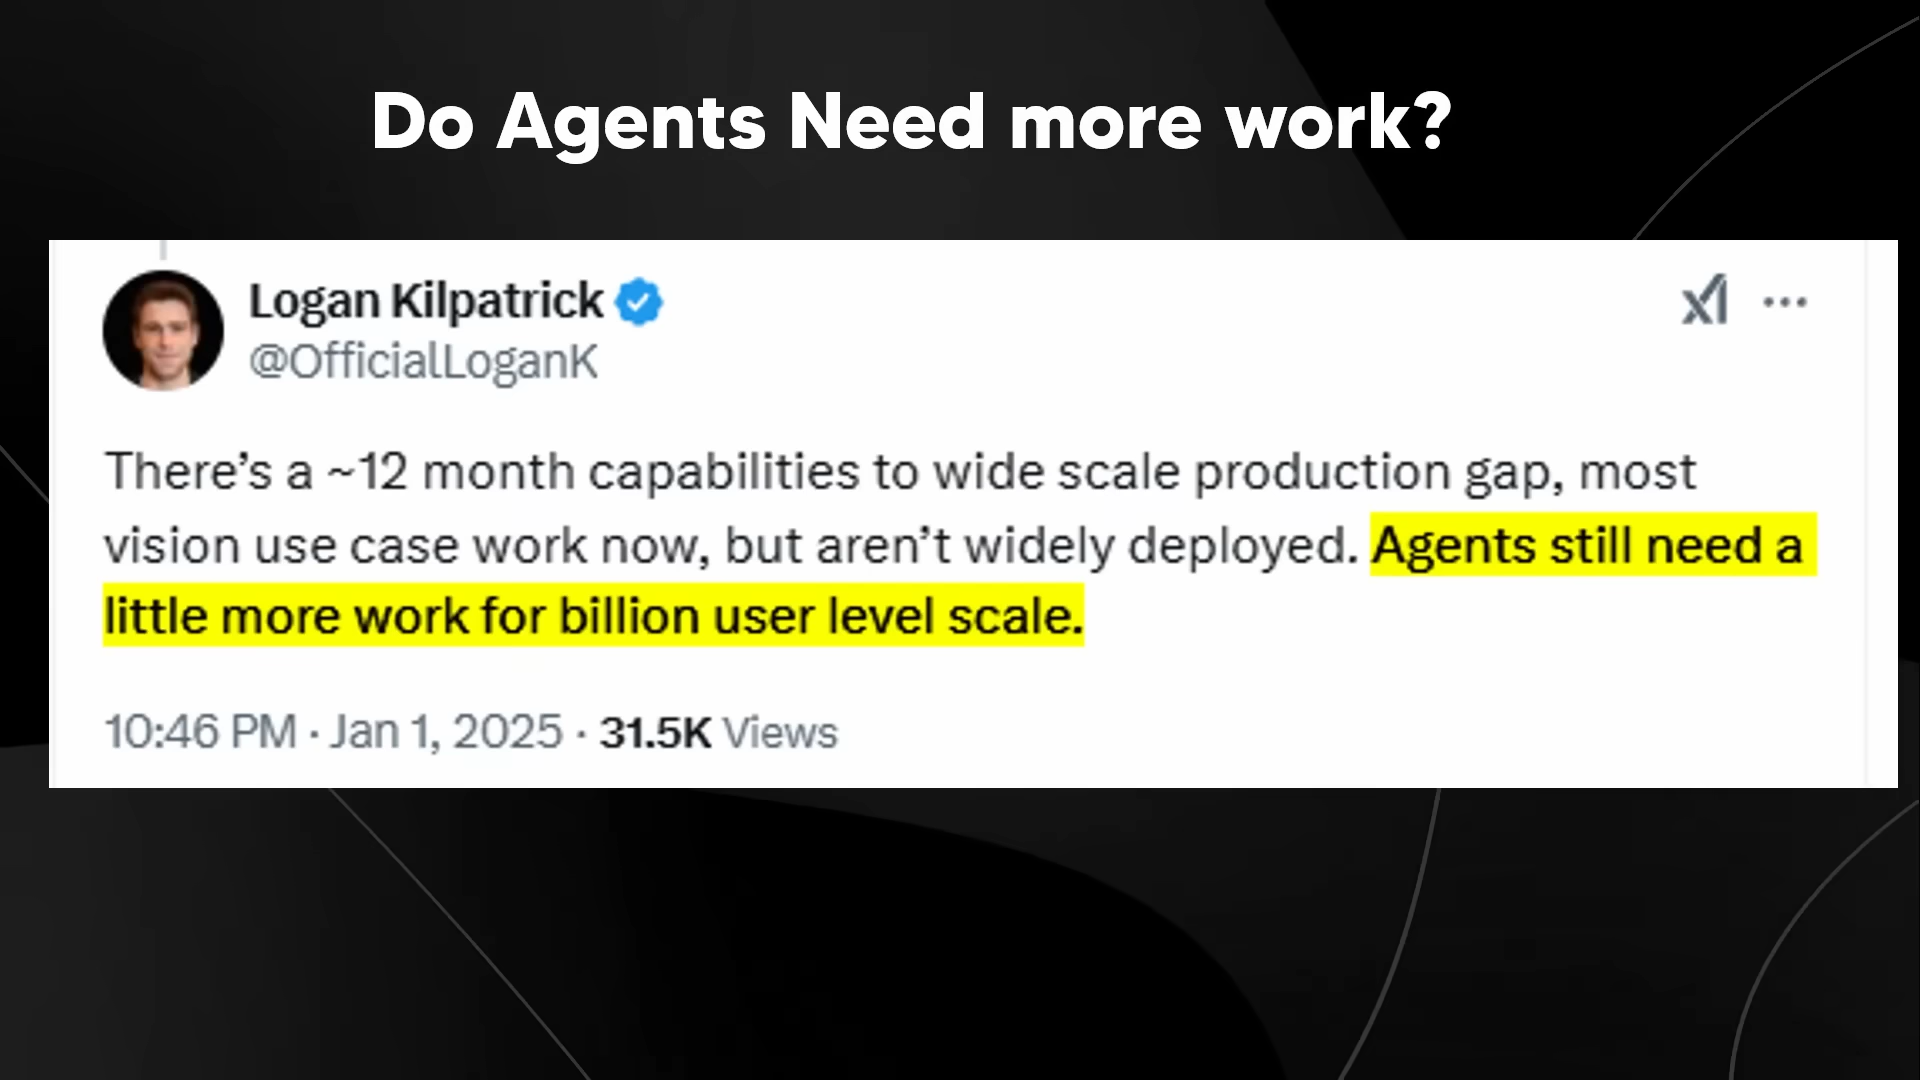 Do Agents Need more work?
Logan Kilpatrick
@OfficialLoganK
There’s a ~12 month capabilities to wide scale production gap, most
vision use case work now, but aren’t widely deployed. Agents still need a
little more work for billion user level scale.
10:46 PM · Jan 1, 2025 · 31.5K Views